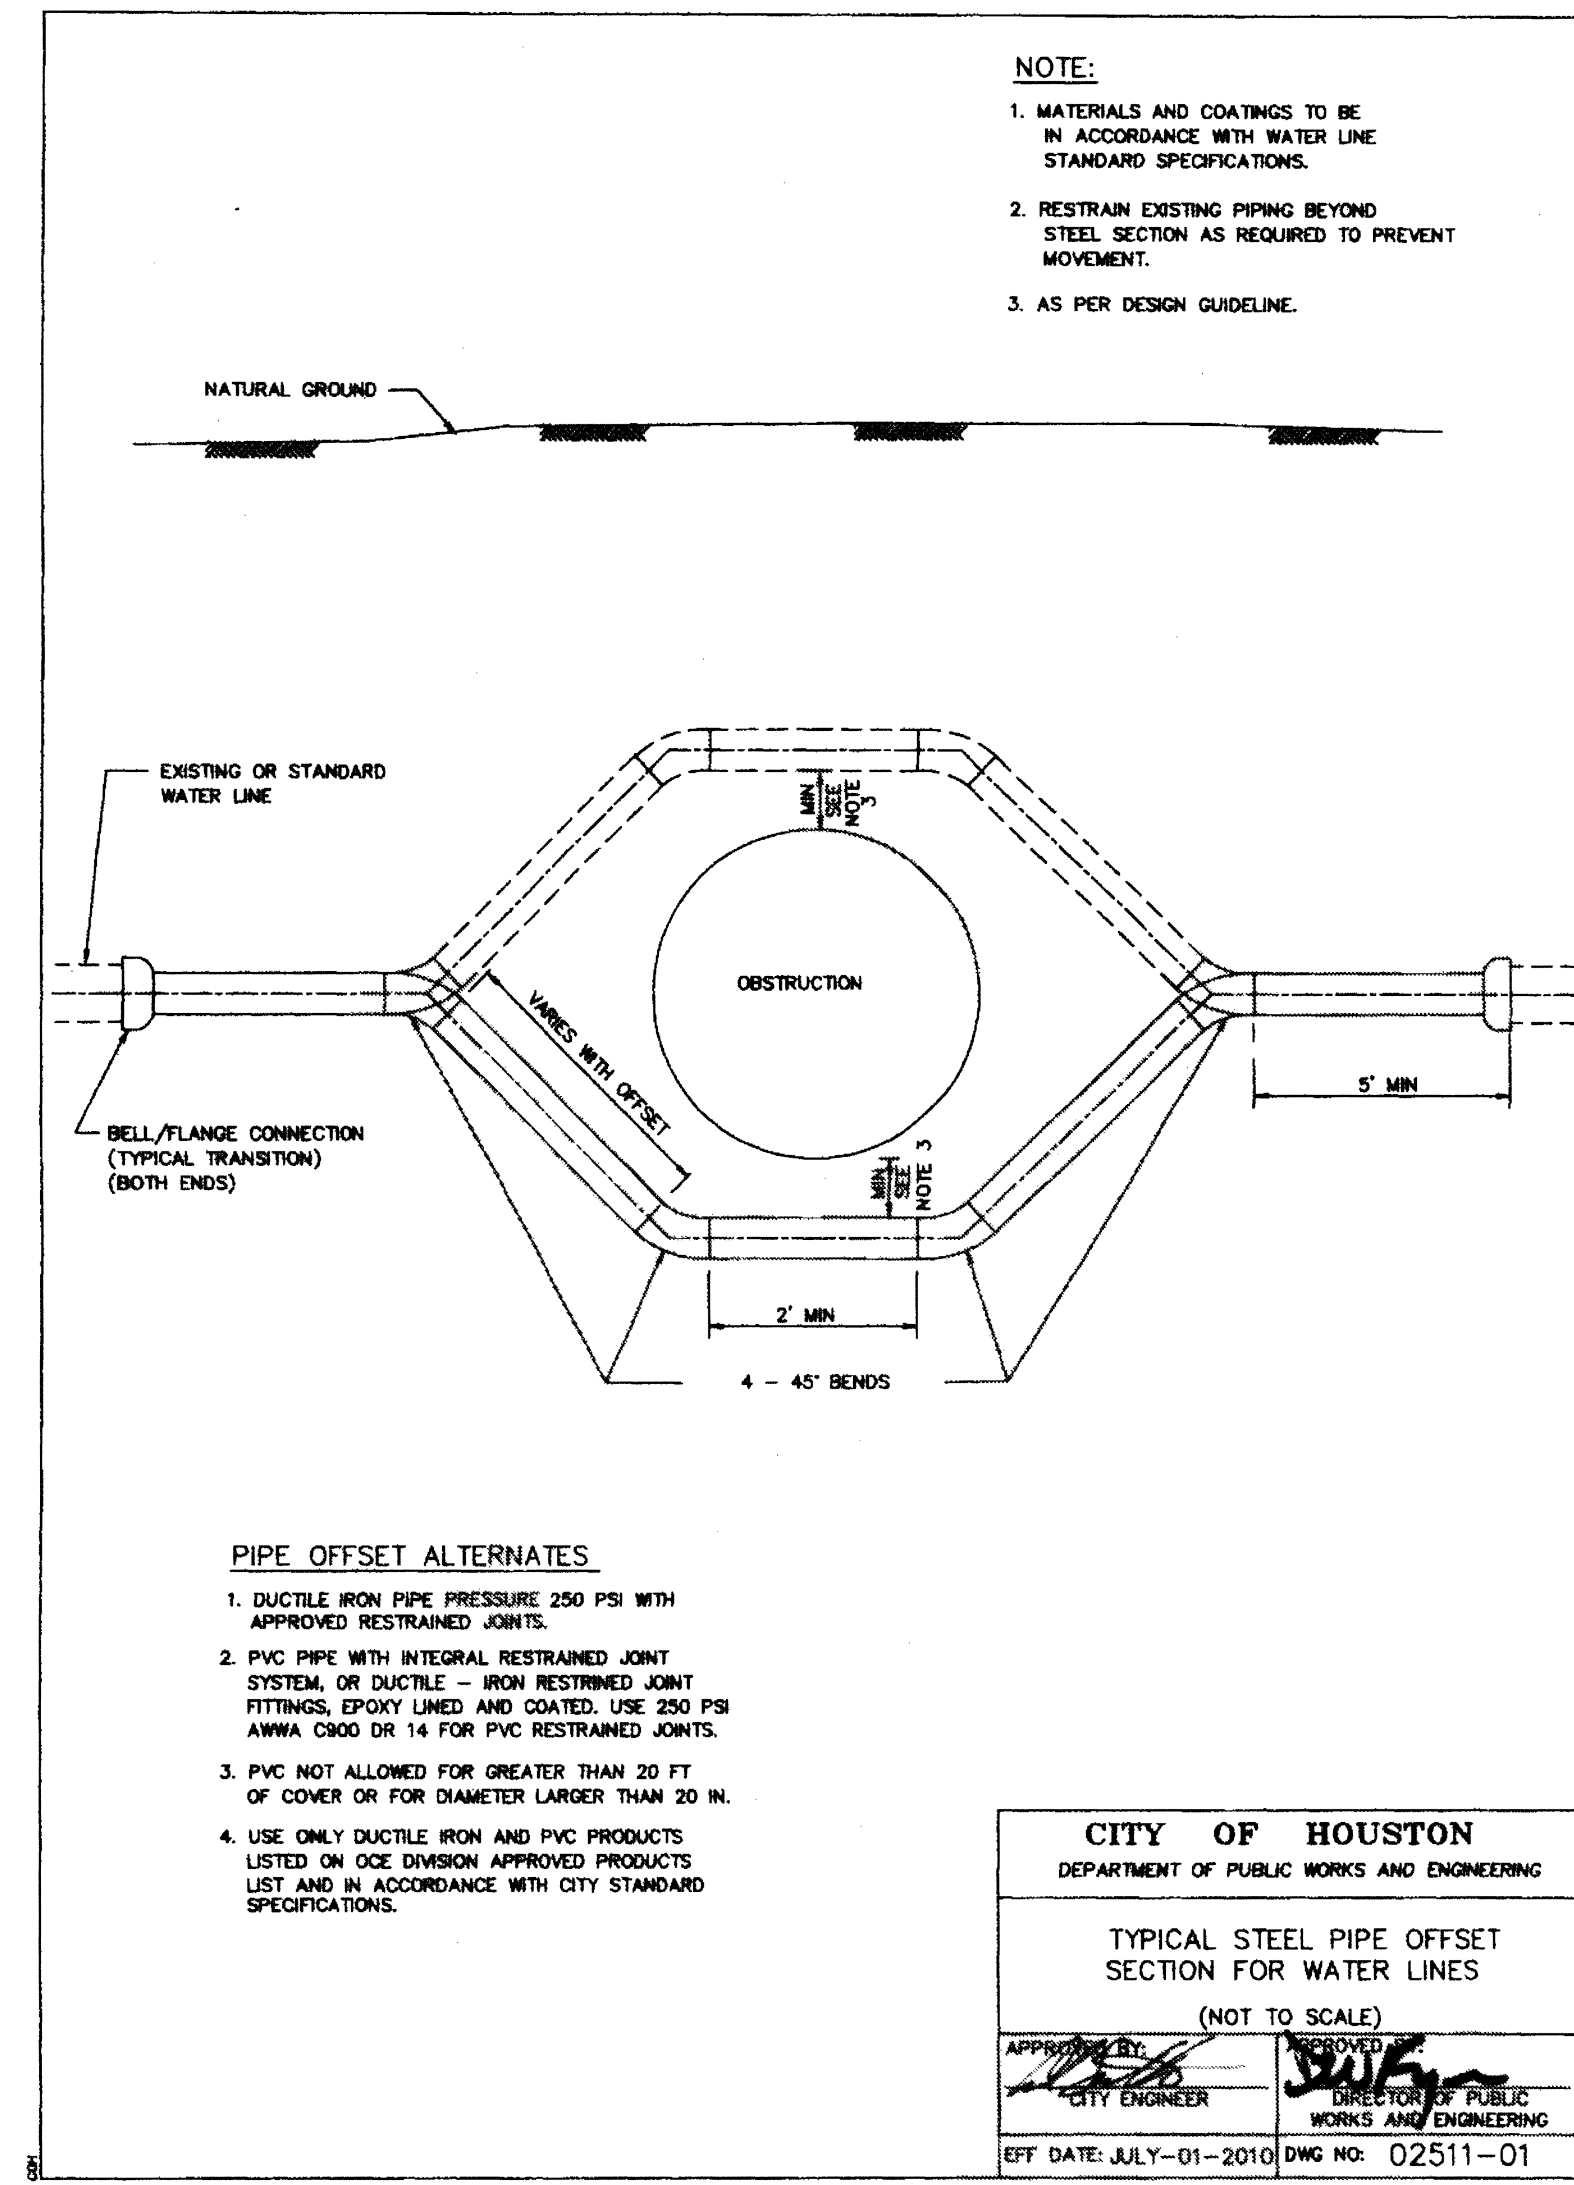 NOTE:
1. MATERIALS AND COATINGS TO BE
IN ACCORDANCE WITH WATER LINE
STANDARD SPECIFICATIONS.
2. RESTRAIN EXISTING PIPING BEYOND
STEEL SECTION AS REQUIRED TO PREVENT
MOVEMENT.
3. AS PER DESIGN GUIDELINE.
NATURAL GROUND
EXISTING OR STANDARD
WATER LINE
MIN
SEE
NOTE
3
OBSTRUCTION
VARIES WITH OFFSET
5' MIN
BELL/FLANGE CONNECTION
(TYPICAL TRANSITION)
(BOTH ENDS)
MIN
SEE
NOTE 3
2' MIN
4 - 45° BENDS
PIPE OFFSET ALTERNATES
1. DUCTILE IRON PIPE PRESSURE 250 PSI WITH
APPROVED RESTRAINED JOINTS.
2. PVC PIPE WITH INTEGRAL RESTRAINED JOINT
SYSTEM, OR DUCTILE - IRON RESTRINED JOINT
FITTINGS, EPOXY LINED AND COATED. USE 250 PSI
AWWA C900 DR 14 FOR PVC RESTRAINED JOINTS.
3. PVC NOT ALLOWED FOR GREATER THAN 20 FT
OF COVER OR FOR DIAMETER LARGER THAN 20 IN.
4. USE ONLY DUCTILE IRON AND PVC PRODUCTS
LISTED ON OCE DIVISION APPROVED PRODUCTS
LIST AND IN ACCORDANCE WITH CITY STANDARD
SPECIFICATIONS.
CITY OF HOUSTON
DEPARTMENT OF PUBLIC WORKS AND ENGINEERING
TYPICAL STEEL PIPE OFFSET
SECTION FOR WATER LINES
(NOT TO SCALE)
APPROVED BY:
CITY ENGINEER
APPROVED BY:
DIRECTOR OF PUBLIC
WORKS AND ENGINEERING
EFF DATE: JULY-01-2010
DWG NO: 02511-01
COH